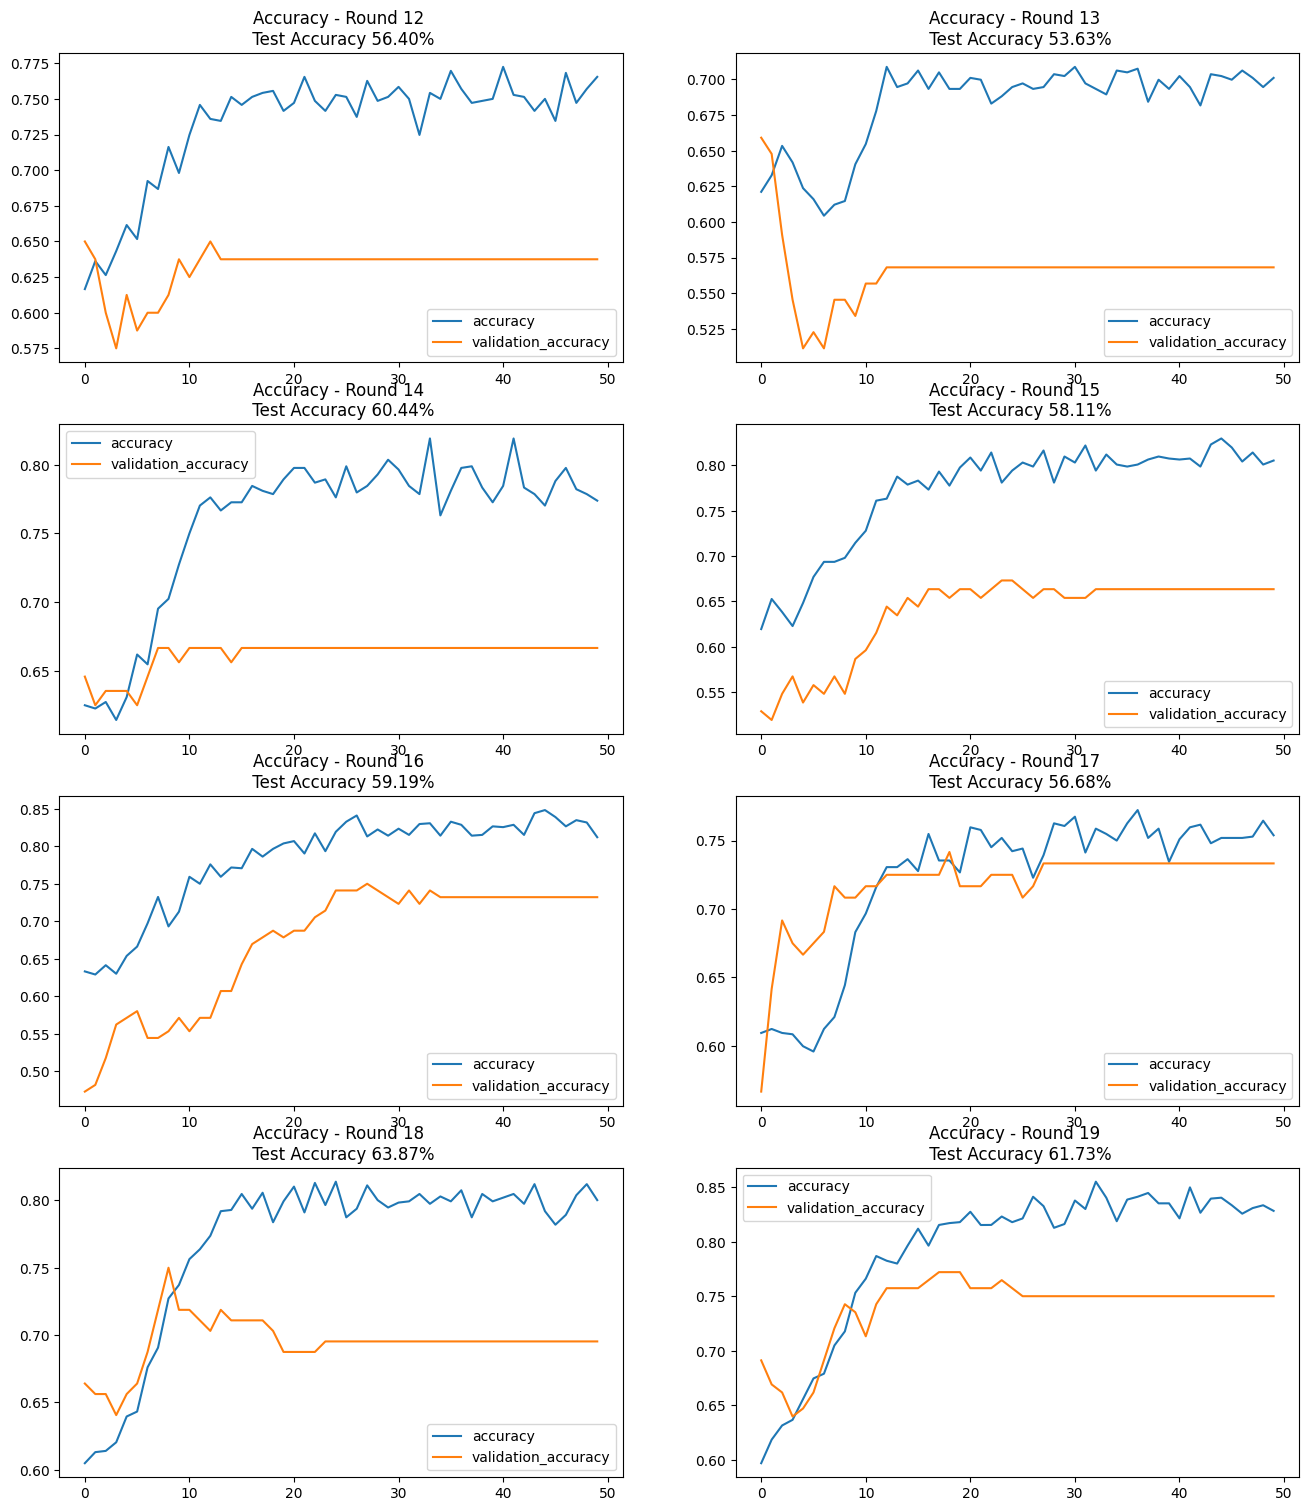 Accuracy - Round 12
Test Accuracy 56.40%
0.775
0.750
0.725
0.700
0.675
0.650
0.625
0.600
0.575
accuracy
validation_accuracy
0 10 20 30 40 50
Accuracy - Round 13
Test Accuracy 53.63%
0.700
0.675
0.650
0.625
0.600
0.575
0.550
0.525
accuracy
validation_accuracy
0 10 20 30 40 50
Accuracy - Round 14
Test Accuracy 60.44%
accuracy
validation_accuracy
0.80
0.75
0.70
0.65
0 10 20 30 40 50
Accuracy - Round 15
Test Accuracy 58.11%
0.80
0.75
0.70
0.65
0.60
0.55
accuracy
validation_accuracy
0 10 20 30 40 50
Accuracy - Round 16
Test Accuracy 59.19%
0.85
0.80
0.75
0.70
0.65
0.60
0.55
0.50
accuracy
validation_accuracy
0 10 20 30 40 50
Accuracy - Round 17
Test Accuracy 56.68%
0.75
0.70
0.65
0.60
accuracy
validation_accuracy
0 10 20 30 40 50
Accuracy - Round 18
Test Accuracy 63.87%
0.80
0.75
0.70
0.65
0.60
accuracy
validation_accuracy
0 10 20 30 40 50
Accuracy - Round 19
Test Accuracy 61.73%
accuracy
validation_accuracy
0.85
0.80
0.75
0.70
0.65
0.60
0 10 20 30 40 50